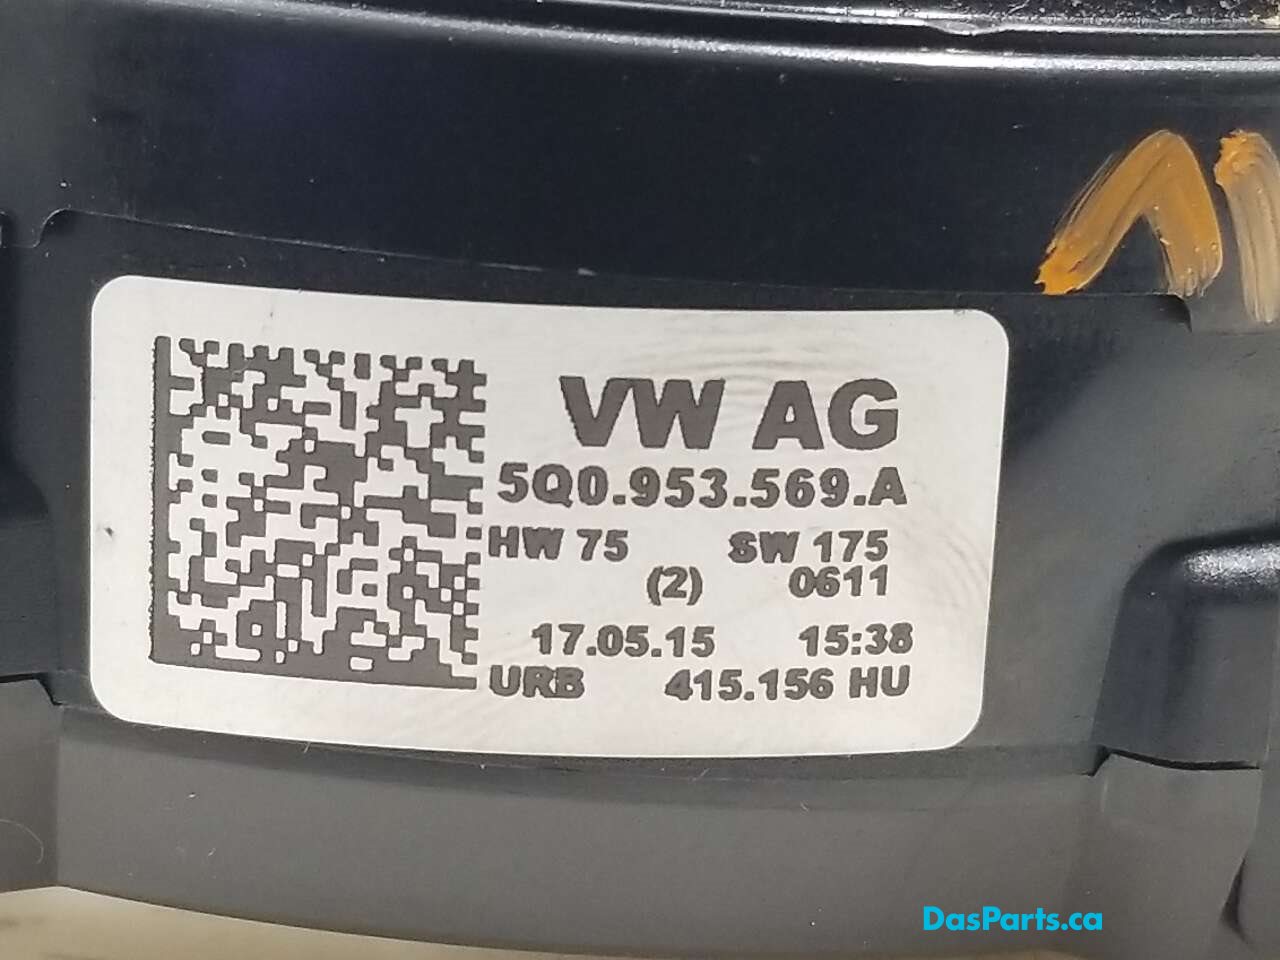 VW AG
5Q0.953.569.A
HW 75 SW 175
(2) 0611
17.05.15 15:38
URB 415.156 HU
DasParts.ca